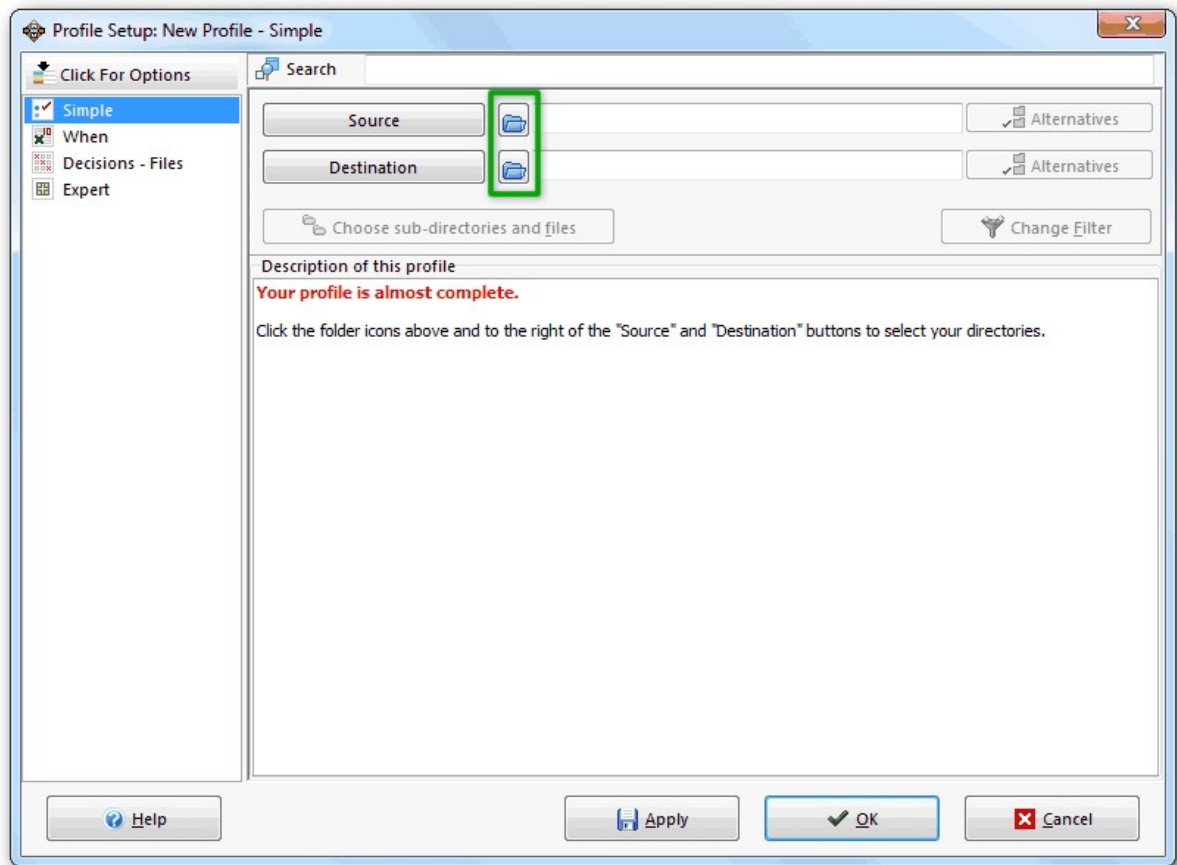 Profile Setup: New Profile - Simple
Click For Options
Search
Simple
When
Decisions - Files
Expert
Source
Alternatives
Destination
Alternatives
Choose sub-directories and files
Change Filter
Description of this profile
Your profile is almost complete.
Click the folder icons above and to the right of the "Source" and "Destination" buttons to select your directories.
Help
Apply
OK
Cancel